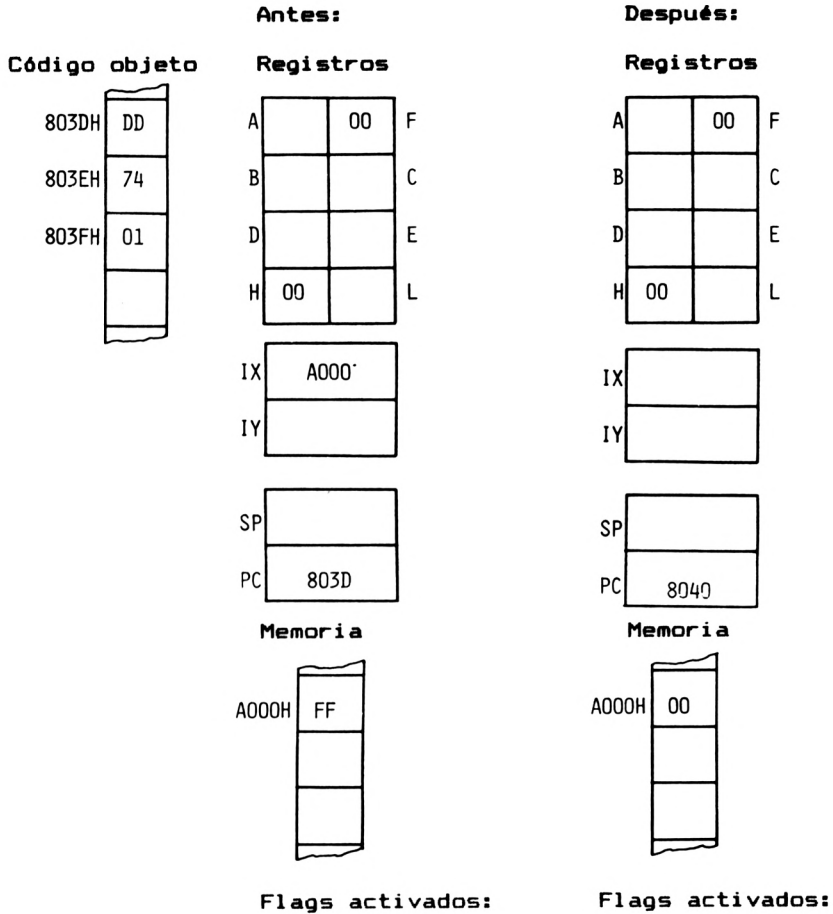 Antes:
Después:
Código objeto
Registros
Registros
803DH DD
803EH 74
803FH 01
A 00 F
B C
D E
H 00 L
IX A000
IY
SP
PC 803D
A 00 F
B C
D E
H 00 L
IX
IY
SP
PC 8040
Memoria
Memoria
A000H FF
A000H 00
Flags activados:
Flags activados: